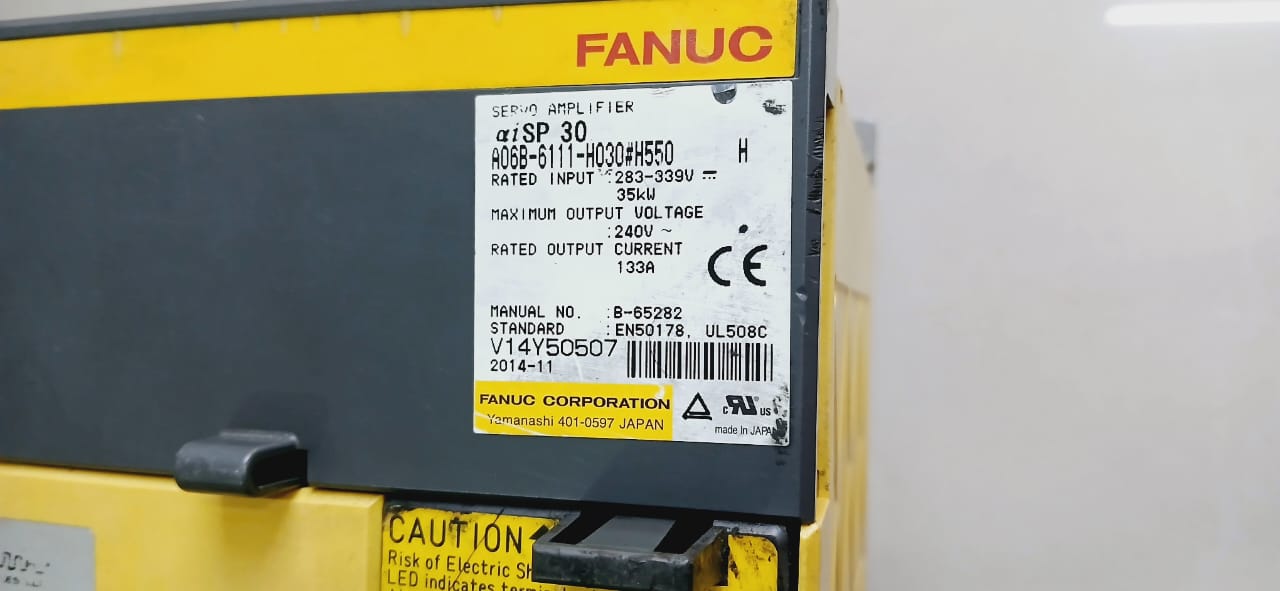 FANUC
SERVO AMPLIFIER
αiSP 30
A06B-6111-H030#H550 H
RATED INPUT :283-339V ⎓
35kW
MAXIMUM OUTPUT VOLTAGE
:240V ~
RATED OUTPUT CURRENT
133A
CE
MANUAL NO. :B-65282
STANDARD :EN50178, UL508C
V14Y50507
2014-11
FANUC CORPORATION
Yamanashi 401-0597 JAPAN
c RU US
made In JAPAN
CAUTION
Risk of Electric
LED indicates